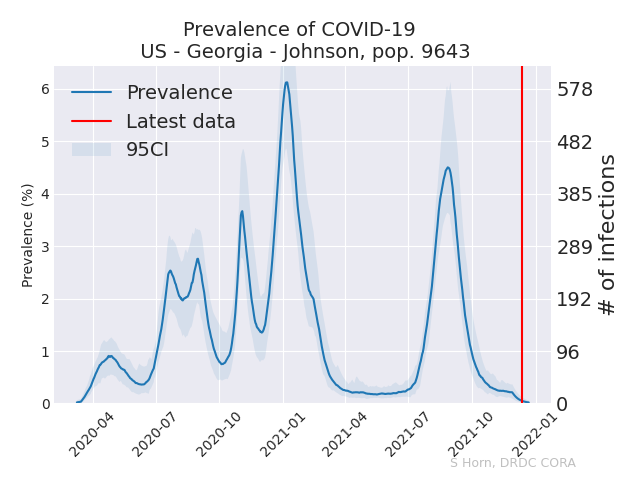 Prevalence of COVID-19
US - Georgia - Johnson, pop. 9643
Prevalence
Latest data
95CI
Prevalence (%)
6
5
4
3
2
1
0
578
482
385
289
192
96
0
# of infections
2020-04
2020-07
2020-10
2021-01
2021-04
2021-07
2021-10
2022-01
S Horn, DRDC CORA